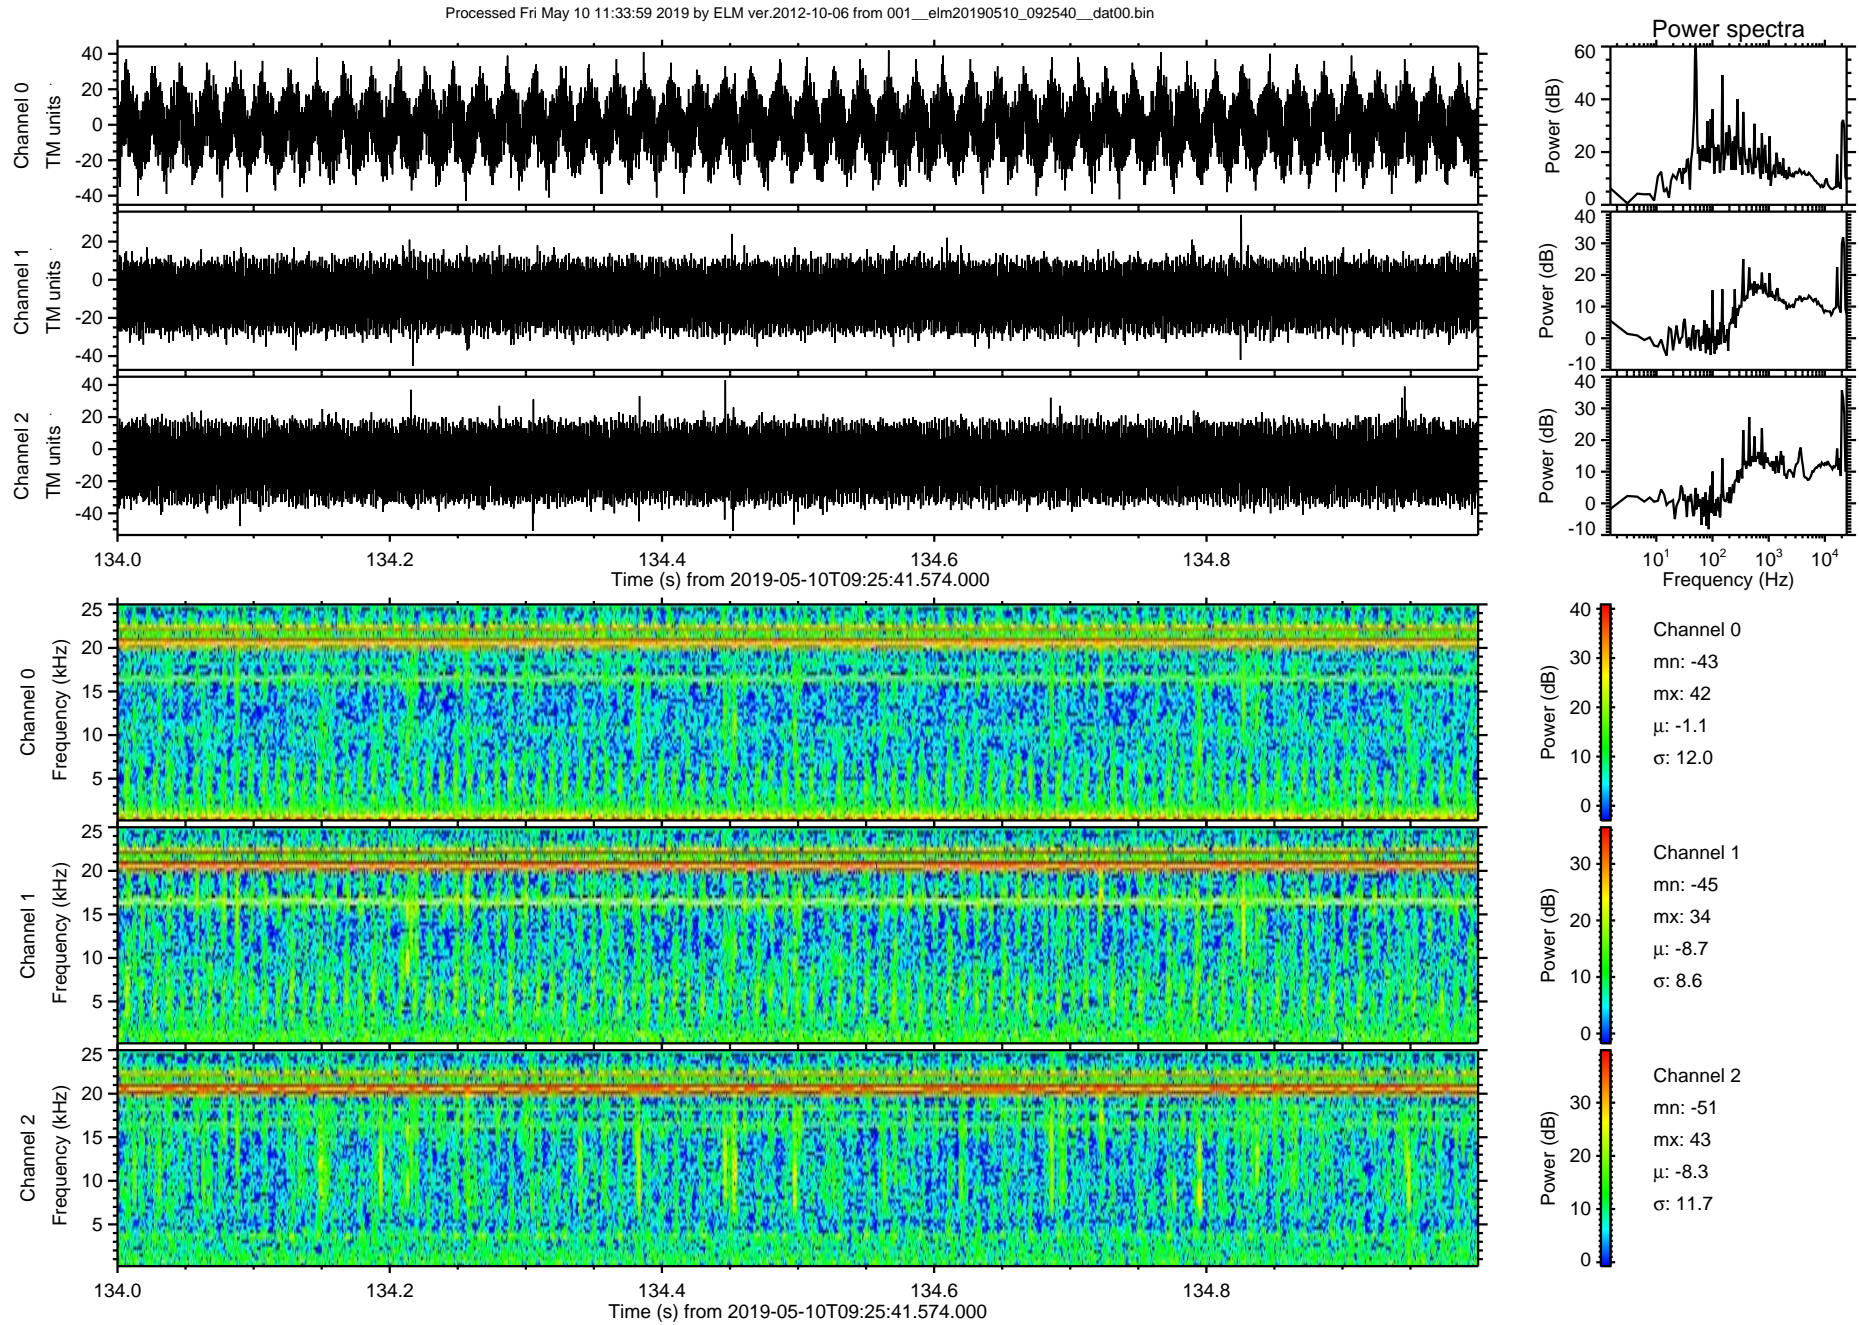 Processed Fri May 10 11:33:59 2019 by ELM ver.2012-10-06 from 001__elm20190510_092540__dat00.bin
Power spectra
Channel 0
TM units
40
20
0
-20
-40
Power (dB)
60
40
20
0
Channel 1
TM units
20
0
-20
-40
Power (dB)
40
30
20
10
0
-10
Channel 2
TM units
40
20
0
-20
-40
Power (dB)
40
30
20
10
0
-10
134.0 134.2 134.4 134.6 134.8
Time (s) from 2019-05-10T09:25:41.574.000
10^1 10^2 10^3 10^4
Frequency (Hz)
Channel 0
Frequency (kHz)
25
20
15
10
5
Power (dB)
40
30
20
10
0
Channel 0
mn: -43
mx: 42
μ: -1.1
σ: 12.0
Channel 1
Frequency (kHz)
25
20
15
10
5
Power (dB)
30
20
10
0
Channel 1
mn: -45
mx: 34
μ: -8.7
σ: 8.6
Channel 2
Frequency (kHz)
25
20
15
10
5
Power (dB)
30
20
10
0
Channel 2
mn: -51
mx: 43
μ: -8.3
σ: 11.7
134.0 134.2 134.4 134.6 134.8
Time (s) from 2019-05-10T09:25:41.574.000